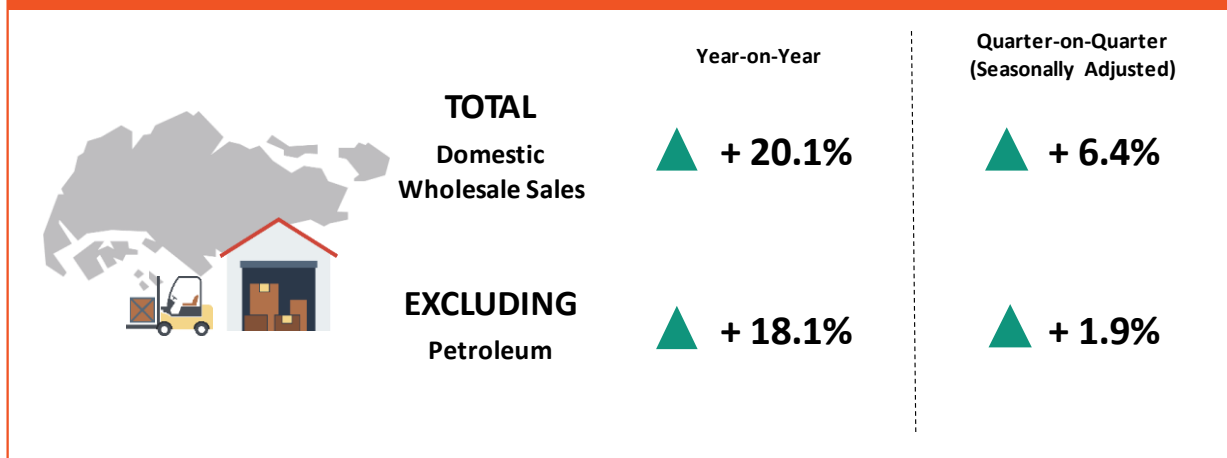 Year-on-Year
Quarter-on-Quarter
(Seasonally Adjusted)
TOTAL
Domestic
Wholesale Sales
+ 20.1%
+ 6.4%
EXCLUDING
Petroleum
+ 18.1%
+ 1.9%